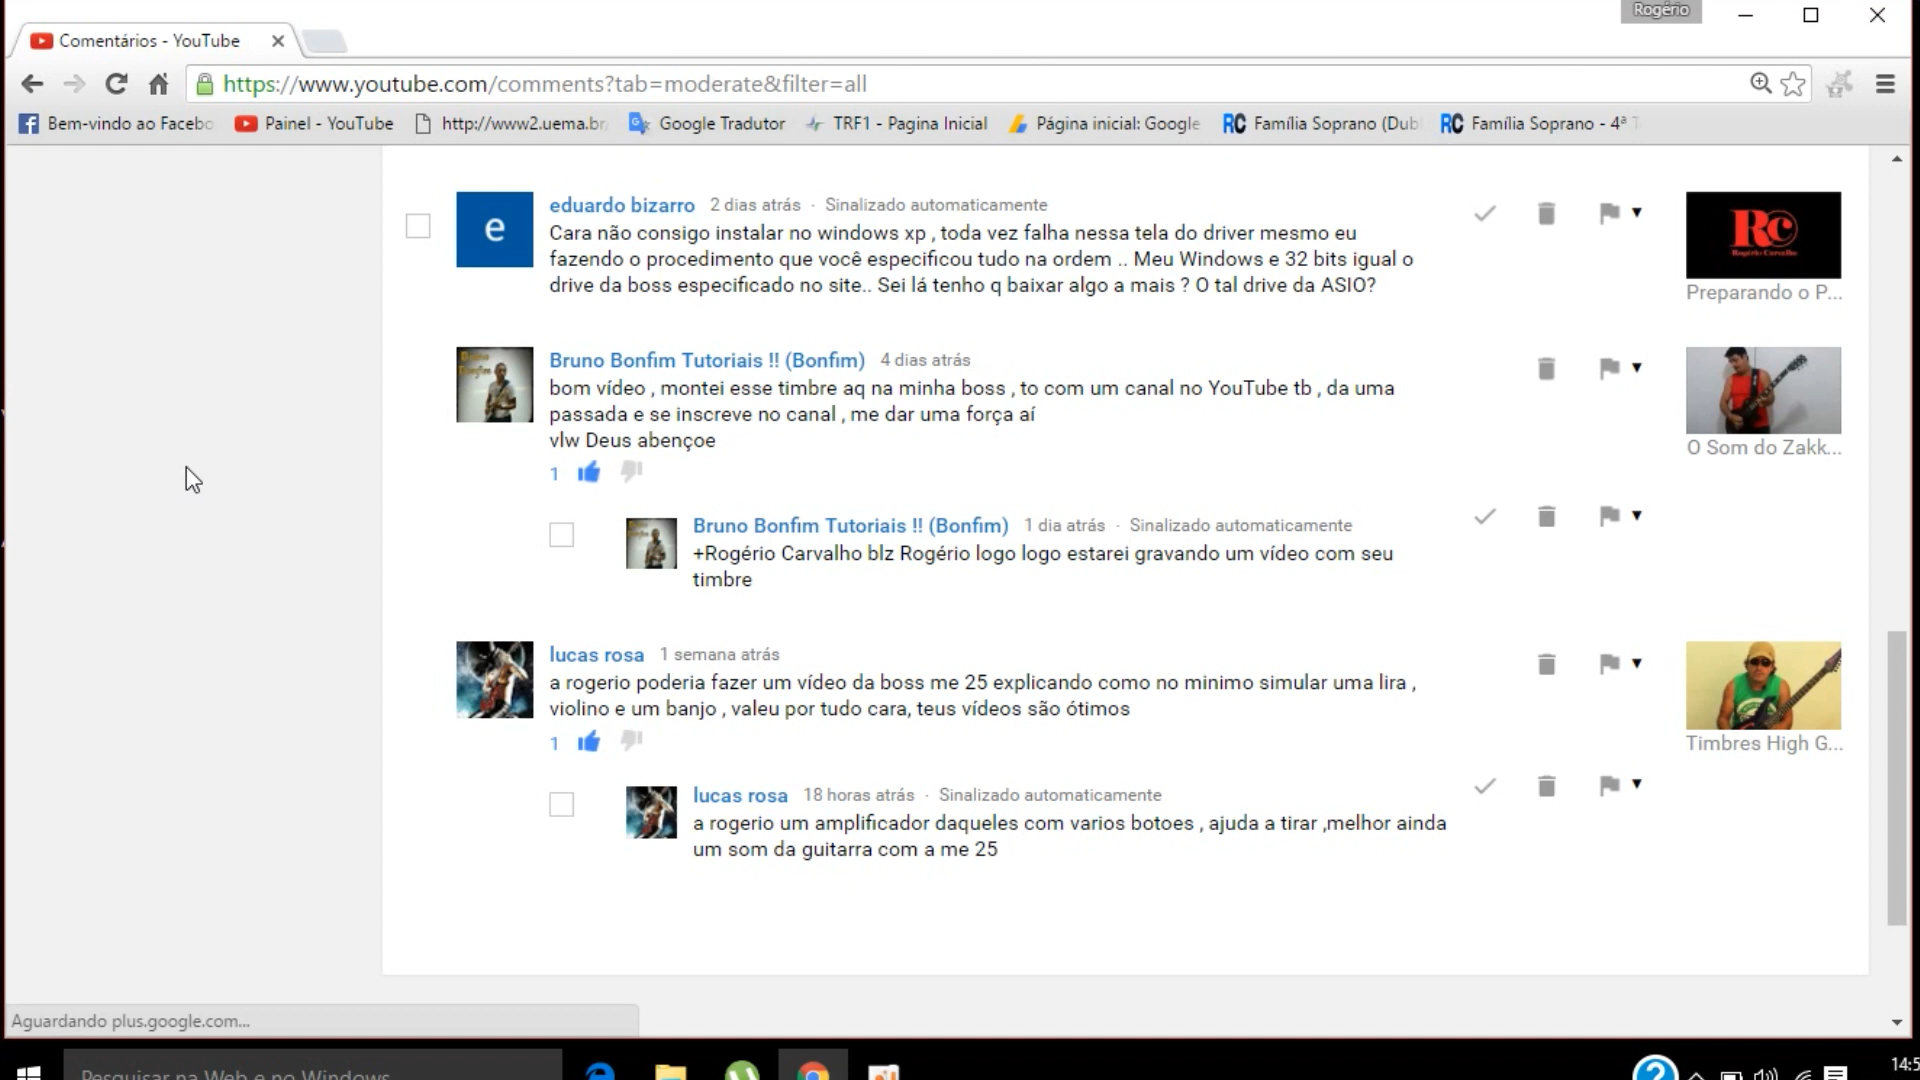 Rogério
Comentários - YouTube
https://www.youtube.com/comments?tab=moderate&filter=all
Bem-vindo ao Facebo
Painel - YouTube
http://www2.uema.br
Google Tradutor
TRF1 - Pagina Inicial
Página inicial: Google
RC Família Soprano (Dub
RC Família Soprano - 4ª T
eduardo bizarro 2 dias atrás · Sinalizado automaticamente
Cara não consigo instalar no windows xp , toda vez falha nessa tela do driver mesmo eu
fazendo o procedimento que você especificou tudo na ordem .. Meu Windows e 32 bits igual o
drive da boss especificado no site.. Sei lá tenho q baixar algo a mais ? O tal drive da ASIO?
e
Rc
Rogério Carvalho
Preparando o P...
Bruno Bonfim Tutoriais !! (Bonfim) 4 dias atrás
bom vídeo , montei esse timbre aq na minha boss , to com um canal no YouTube tb , da uma
passada e se inscreve no canal , me dar uma força aí
vlw Deus abençoe
1
O Som do Zakk...
Bruno Bonfim Tutoriais !! (Bonfim) 1 dia atrás · Sinalizado automaticamente
+Rogério Carvalho blz Rogério logo logo estarei gravando um vídeo com seu
timbre
lucas rosa 1 semana atrás
a rogerio poderia fazer um vídeo da boss me 25 explicando como no minimo simular uma lira ,
violino e um banjo , valeu por tudo cara, teus vídeos são ótimos
1
Timbres High G...
lucas rosa 18 horas atrás · Sinalizado automaticamente
a rogerio um amplificador daqueles com varios botoes , ajuda a tirar ,melhor ainda
um som da guitarra com a me 25
Aguardando plus.google.com...
Pesquisar na Web e no Windows
14:5